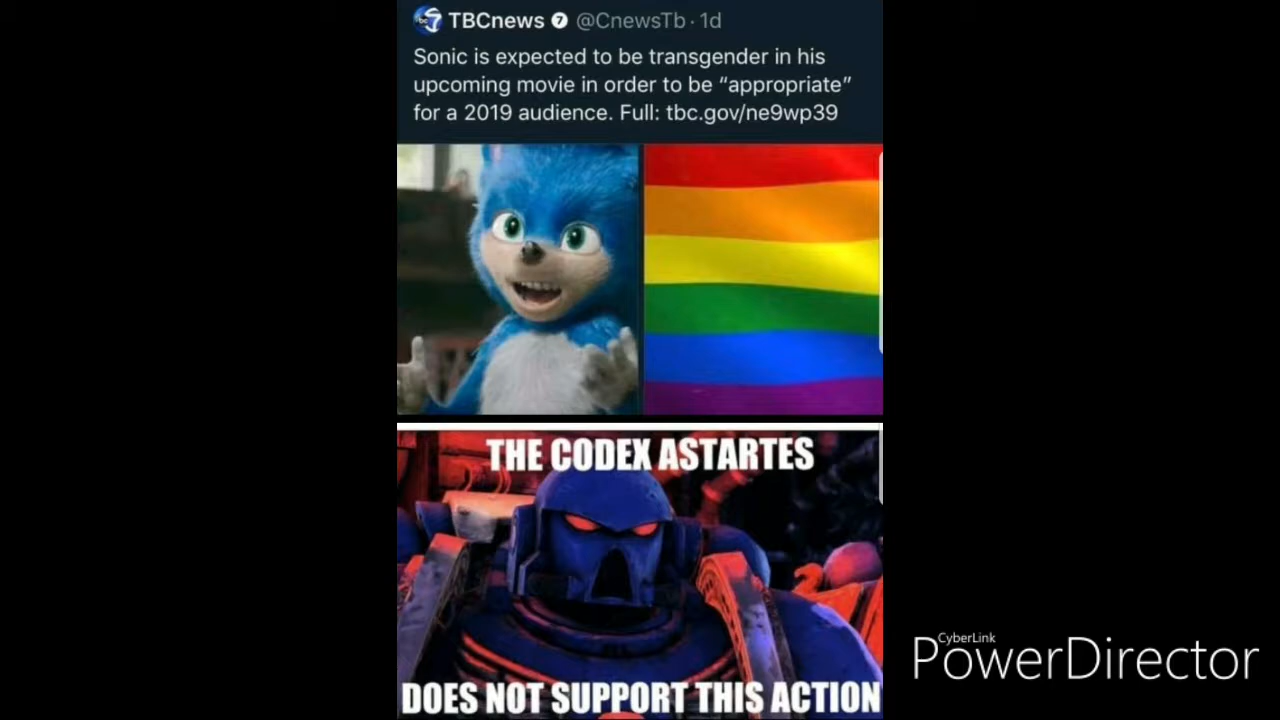 TBCnews 7 @CnewsTb · 1d
Sonic is expected to be transgender in his
upcoming movie in order to be “appropriate”
for a 2019 audience. Full: tbc.gov/ne9wp39
THE CODEX ASTARTES
DOES NOT SUPPORT THIS ACTION
CyberLink
PowerDirector